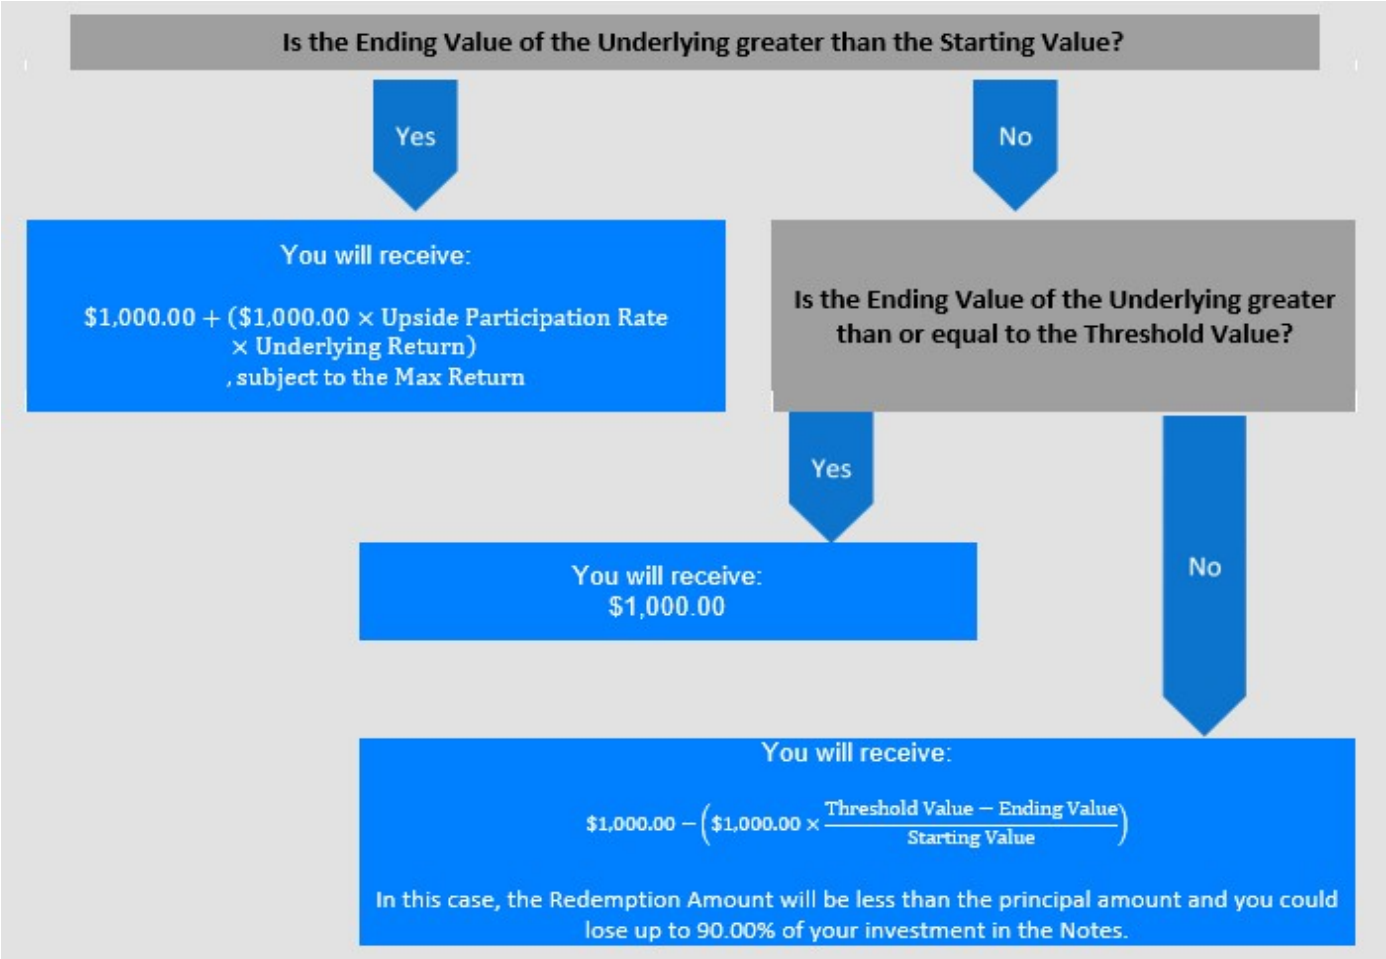 Is the Ending Value of the Underlying greater than the Starting Value?
Yes
No
You will receive:
$1,000.00 + ($1,000.00 × Upside Participation Rate
× Underlying Return)
, subject to the Max Return
Is the Ending Value of the Underlying greater
than or equal to the Threshold Value?
Yes
No
You will receive:
$1,000.00
You will receive:
$1,000.00 − ($1,000.00 × Threshold Value − Ending Value)
Starting Value
In this case, the Redemption Amount will be less than the principal amount and you could
lose up to 90.00% of your investment in the Notes.